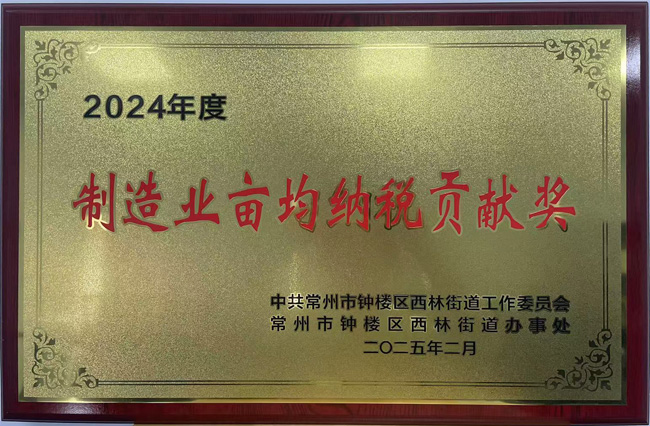 2024年度
制造业亩均纳税贡献奖
中共常州市钟楼区西林街道工作委员会
常州市钟楼区西林街道办事处
二〇二五年二月